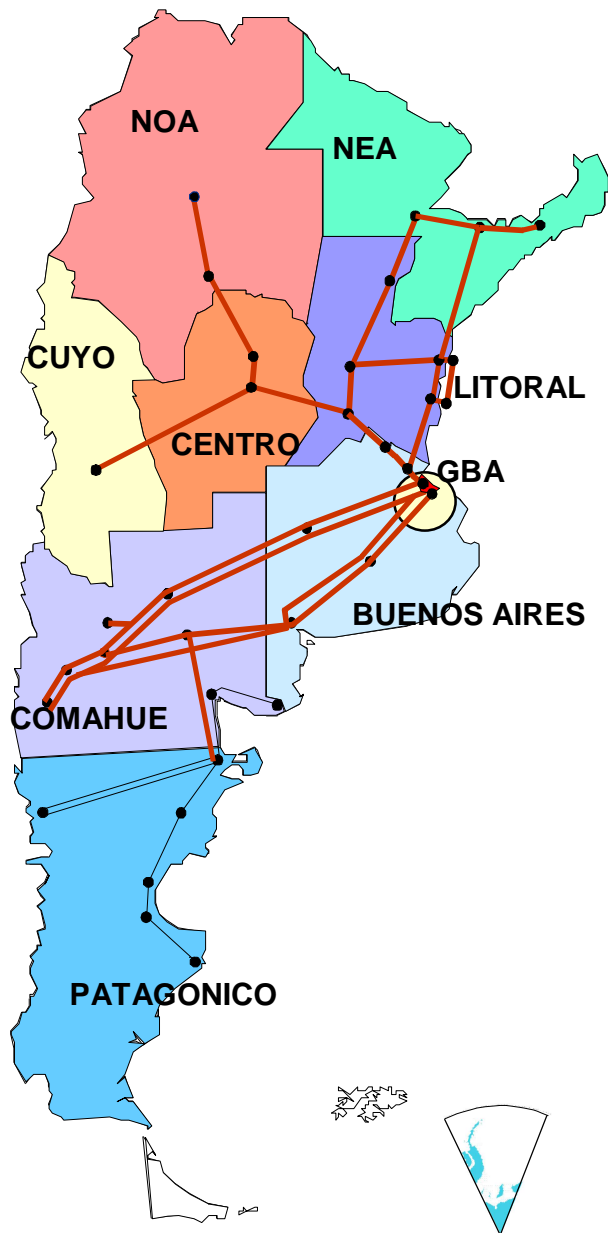 NOA
NEA
CUYO
LITORAL
CENTRO
GBA
BUENOS AIRES
COMAHUE
PATAGONICO